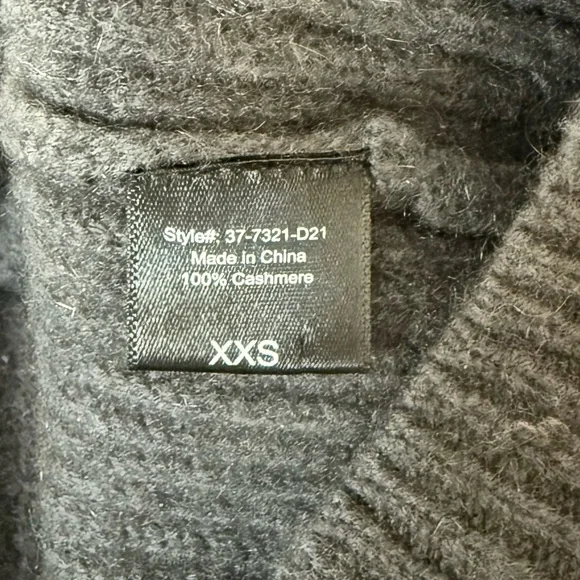 Style#: 37-7321-D21
Made in China
100% Cashmere
XXS